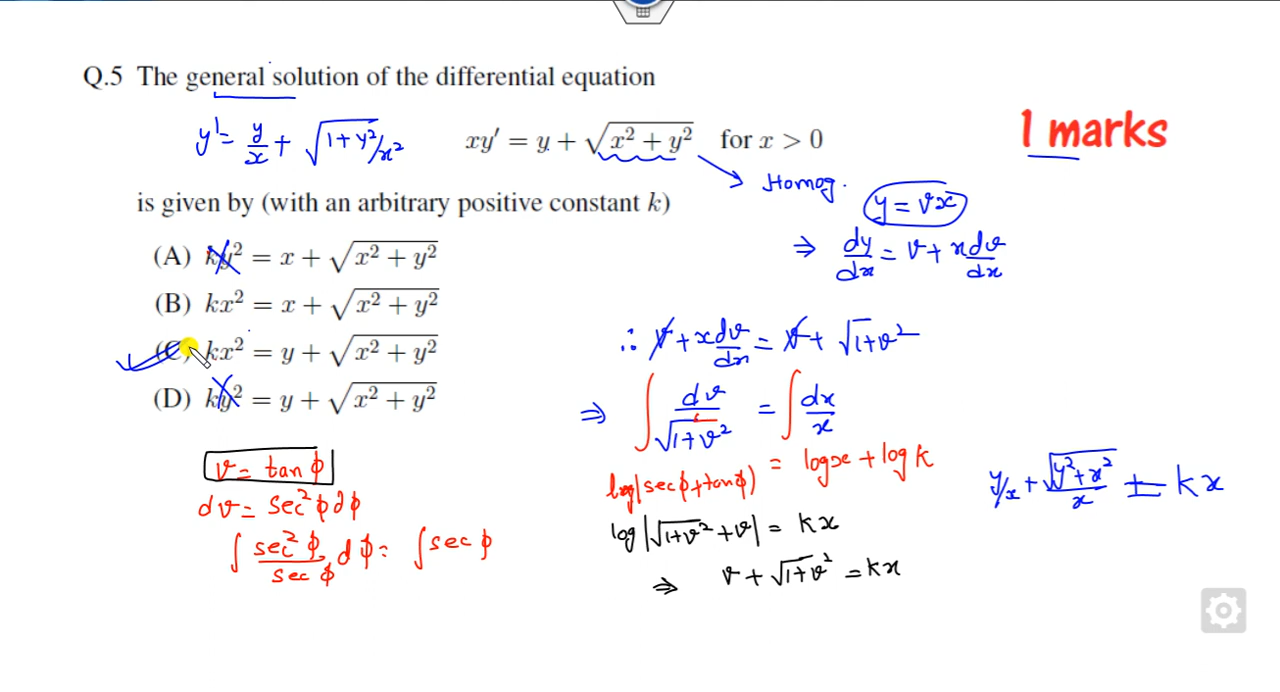 Q.5 The general solution of the differential equation
y' = y/x + √(1+y²/x²)
xy′ = y + √(x² + y²) for x > 0
1 marks
Homog.
is given by (with an arbitrary positive constant k)
y = vx
⇒ dy/dx = v + x dv/dx
(A) ky² = x + √(x² + y²)
(B) kx² = x + √(x² + y²)
(C) kx² = y + √(x² + y²)
(D) ky² = y + √(x² + y²)
∴ v + x dv/dx = v + √1+v²
⇒ ∫ dv/√1+v² = ∫ dx/x
v = tan ϕ
dv = sec²ϕ dϕ
∫ sec²ϕ/sec ϕ dϕ = ∫ sec ϕ
log|secϕ+tanϕ) = logx + log k
log|√1+v² + v| = kx
⇒ v + √1+v² = kx
y/x + √y²+x²/x = kx